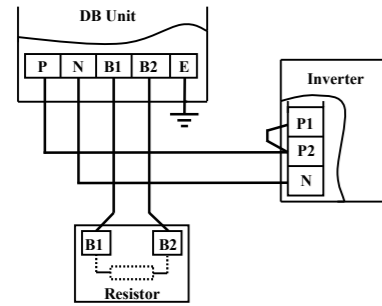 DB Unit
P N B1 B2 E
Inverter
P1
P2
N
B1 B2
Resistor